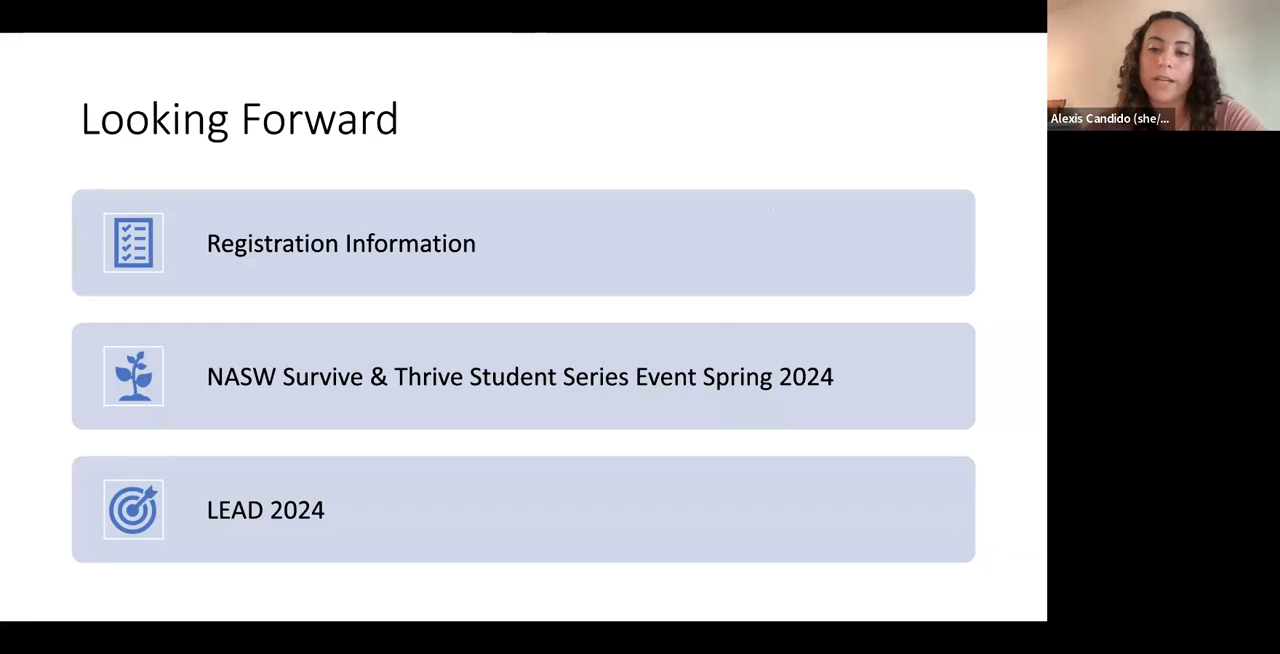 Looking Forward
Registration Information
NASW Survive & Thrive Student Series Event Spring 2024
LEAD 2024
Alexis Candido (she/...